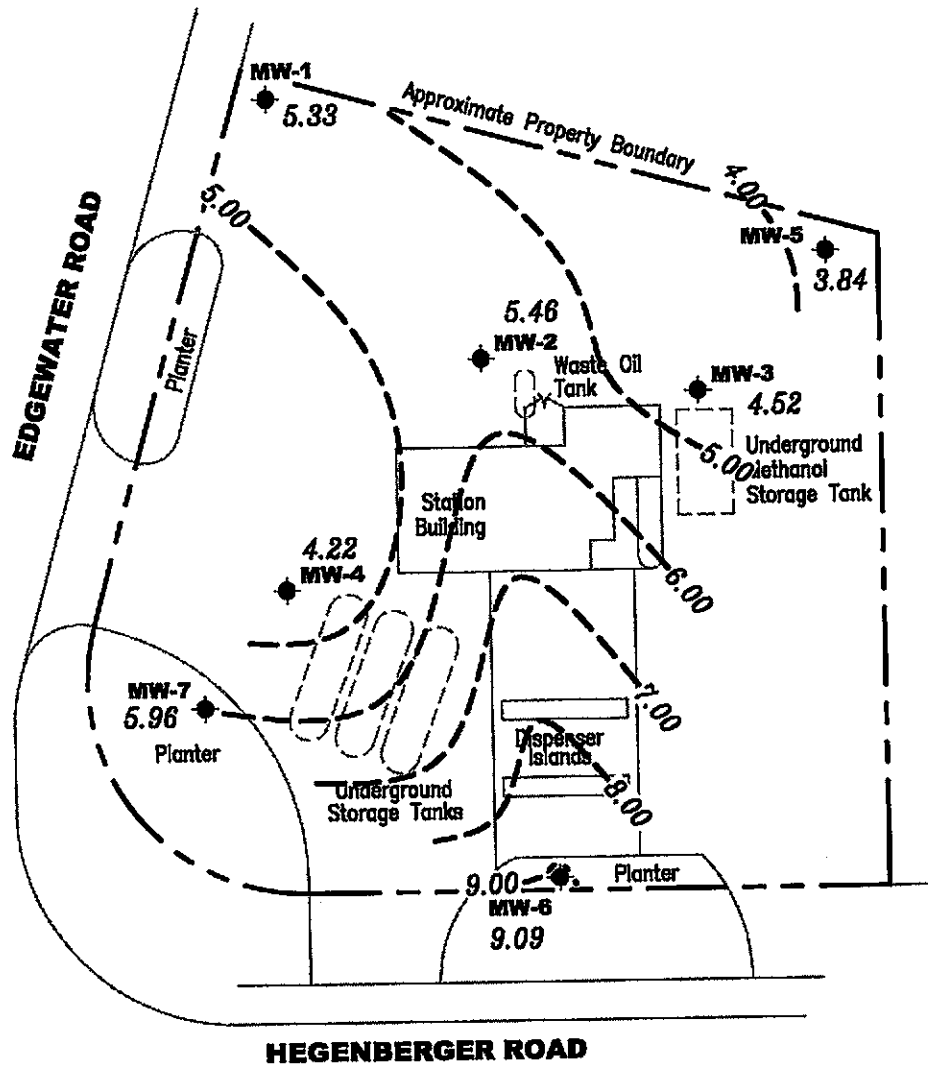 MW-1
5.33
Approximate Property Boundary
5.00
4.00
MW-5
3.84
EDGEWATER ROAD
Planter
5.46
MW-2
Waste Oil
Tank
MW-3
4.52
5.00
Underground
Methanol
Storage Tank
Station
Building
4.22
MW-4
6.00
MW-7
5.96
Planter
7.00
Dispenser
Islands
Underground
Storage Tanks
8.00
9.00
Planter
MW-6
9.09
HEGENBERGER ROAD